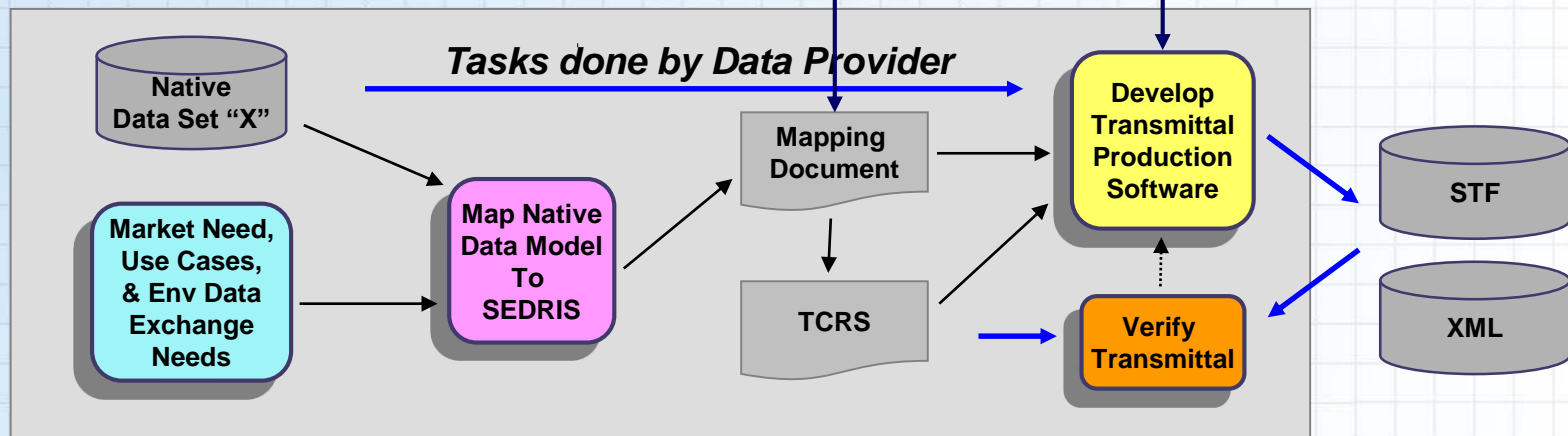 Tasks done by Data Provider
Native
Data Set “X”
Market Need,
Use Cases,
& Env Data
Exchange
Needs
Map Native
Data Model
To
SEDRIS
Mapping
Document
TCRS
Develop
Transmittal
Production
Software
Verify
Transmittal
STF
XML